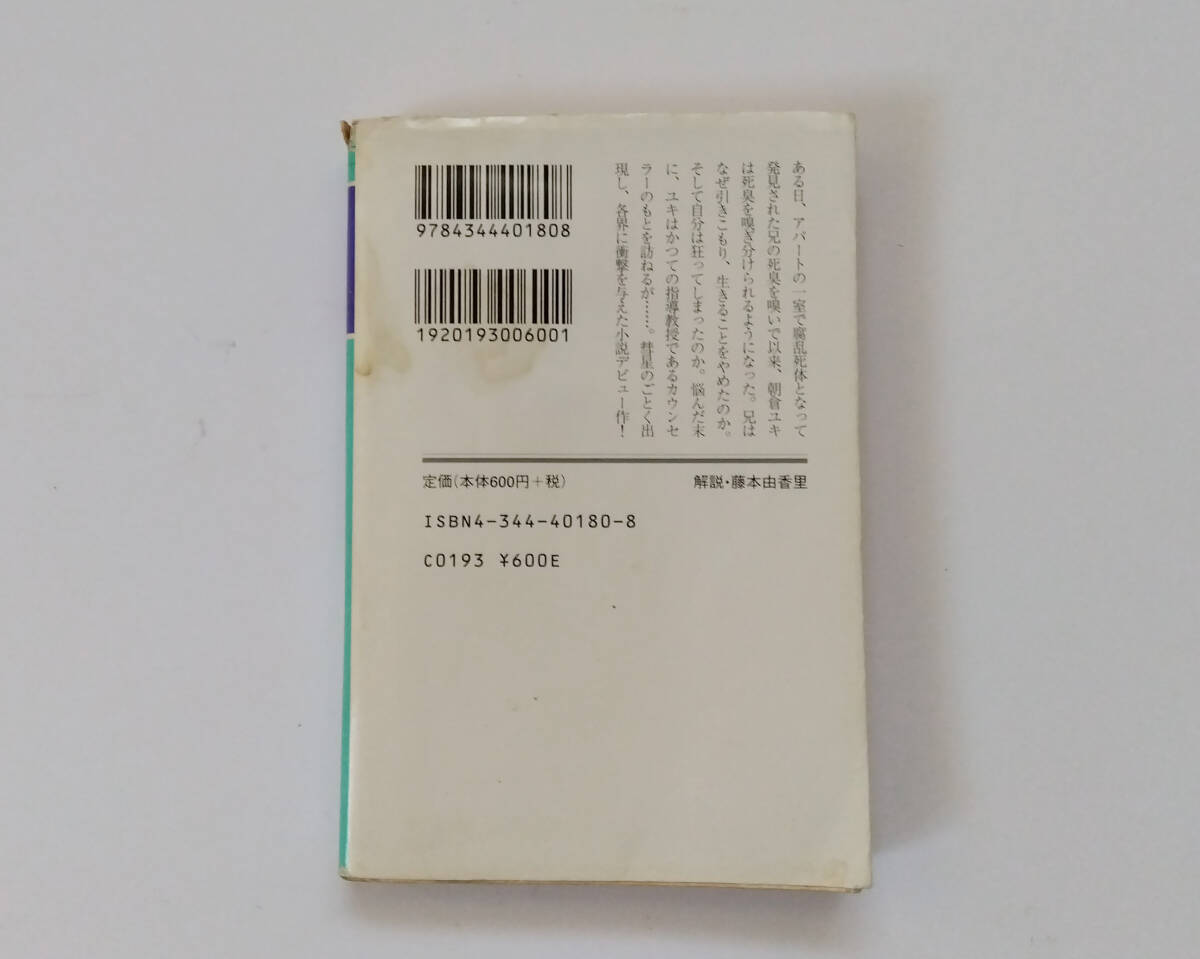 9784344401808
1920193006001
ある日、アパートの一室で腐乱死体となって
発見された兄の死臭を嗅いで以来、朝倉ユキ
は死臭を嗅ぎ分けられるようになった。兄は
なぜ引きこもり、生きることをやめたのか。
そして自分は狂ってしまったのか。悩んだ末
に、ユキはかつての指導教授であるカウンセ
ラーのもとを訪ねるが……。彗星のごとく出
現し、各界に衝撃を与えた小説デビュー作！
定価（本体600円＋税）
解説・藤本由香里
ISBN4-344-40180-8
C0193 ¥600E